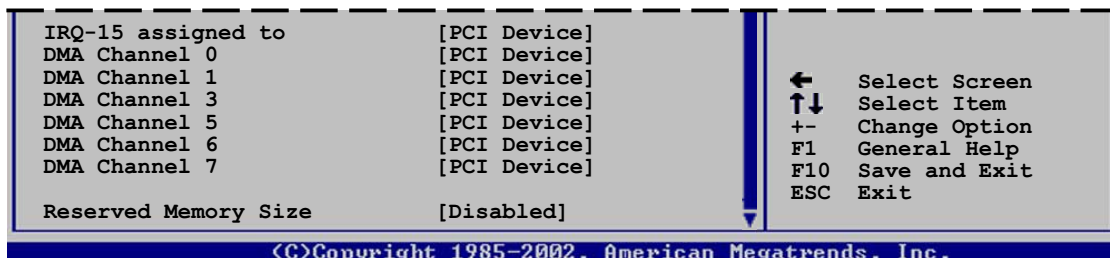 IRQ-15 assigned to [PCI Device]
DMA Channel 0 [PCI Device]
DMA Channel 1 [PCI Device]
DMA Channel 3 [PCI Device]
DMA Channel 5 [PCI Device]
DMA Channel 6 [PCI Device]
DMA Channel 7 [PCI Device]
Reserved Memory Size [Disabled]
← Select Screen
↑↓ Select Item
+- Change Option
F1 General Help
F10 Save and Exit
ESC Exit
(C)Copyright 1985-2002, American Megatrends, Inc.